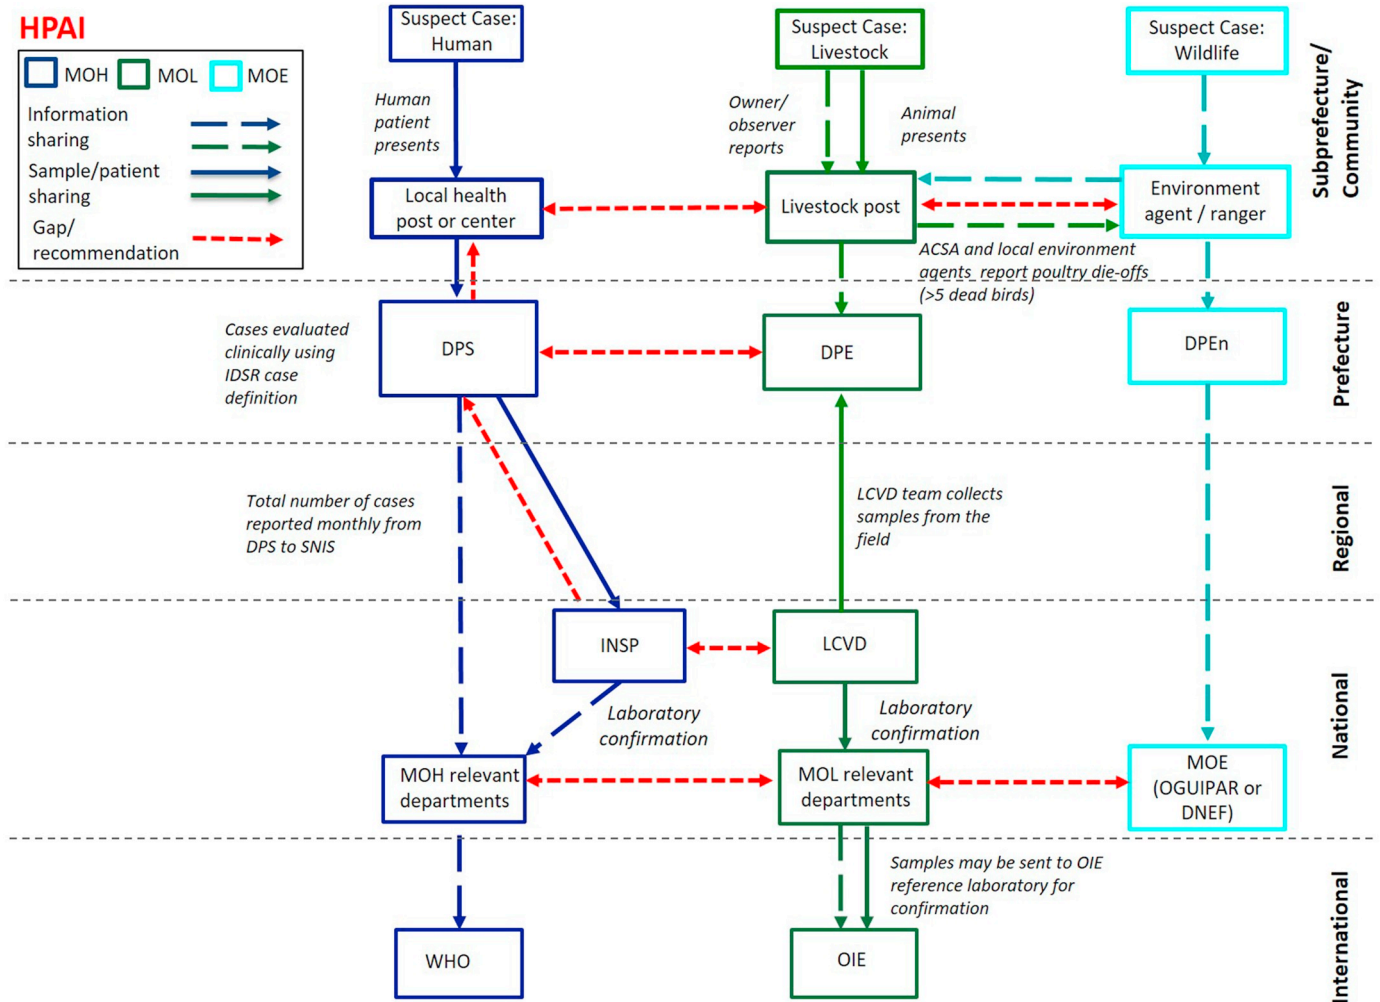 HPAI
MOH
MOL
MOE
Information
sharing
Sample/patient
sharing
Gap/
recommendation
Suspect Case:
Human
Suspect Case:
Livestock
Suspect Case:
Wildlife
Subprefecture/
Community
Human
patient
presents
Owner/
observer
reports
Animal
presents
Local health
post or center
Livestock post
Environment
agent / ranger
ACSA and local environment
agents report poultry die-offs
(>5 dead birds)
Cases evaluated
clinically using
IDSR case
definition
DPS
DPE
DPEn
Prefecture
Total number of cases
reported monthly from
DPS to SNIS
LCVD team collects
samples from the
field
Regional
INSP
LCVD
Laboratory
confirmation
Laboratory
confirmation
National
MOH relevant
departments
MOL relevant
departments
MOE
(OGUIPAR or
DNEF)
Samples may be sent to OIE
reference laboratory for
confirmation
International
WHO
OIE